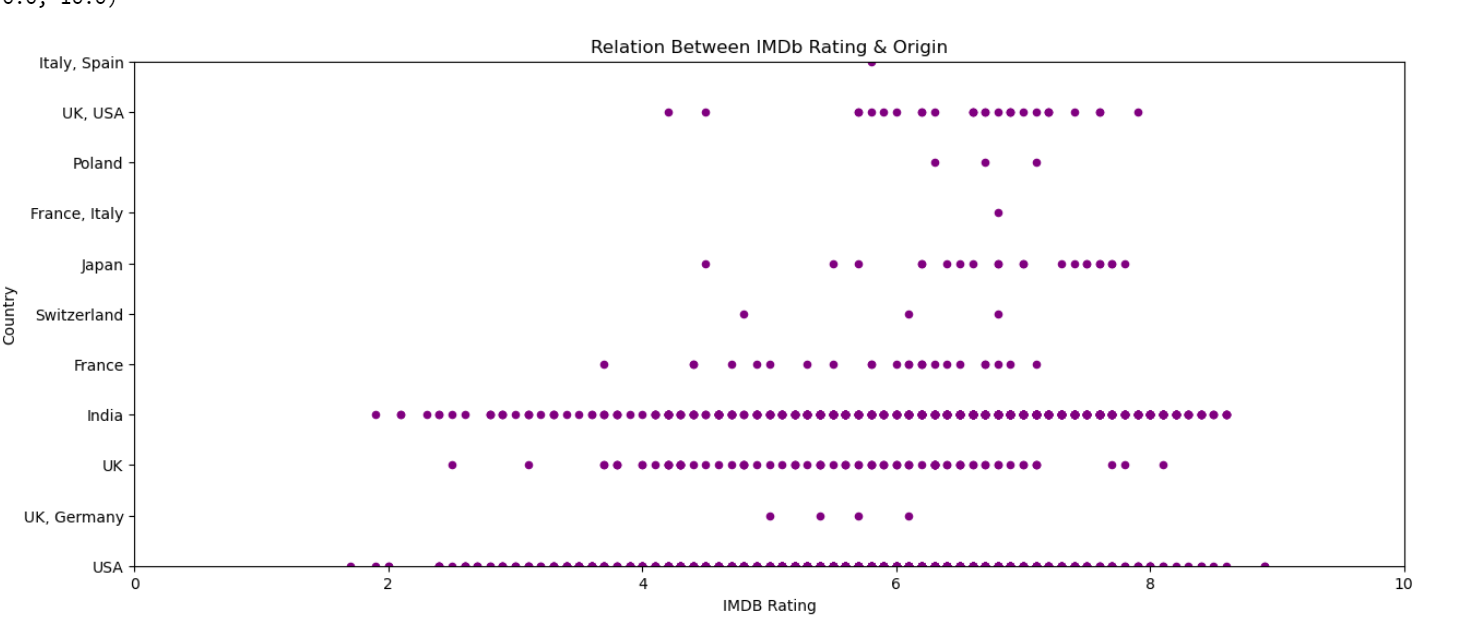 Relation Between IMDb Rating & Origin
Italy, Spain
UK, USA
Poland
France, Italy
Japan
Switzerland
France
India
UK
UK, Germany
USA
Country
0 2 4 6 8 10
IMDB Rating